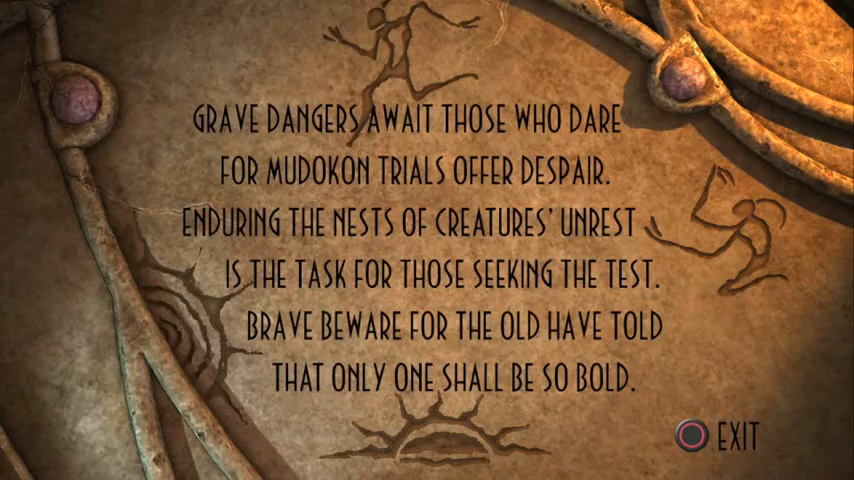 GRAVE DANGERS AWAIT THOSE WHO DARE
FOR MUDOKON TRIALS OFFER DESPAIR.
ENDURING THE NESTS OF CREATURES' UNREST
IS THE TASK FOR THOSE SEEKING THE TEST.
BRAVE BEWARE FOR THE OLD HAVE TOLD
THAT ONLY ONE SHALL BE SO BOLD.
EXIT